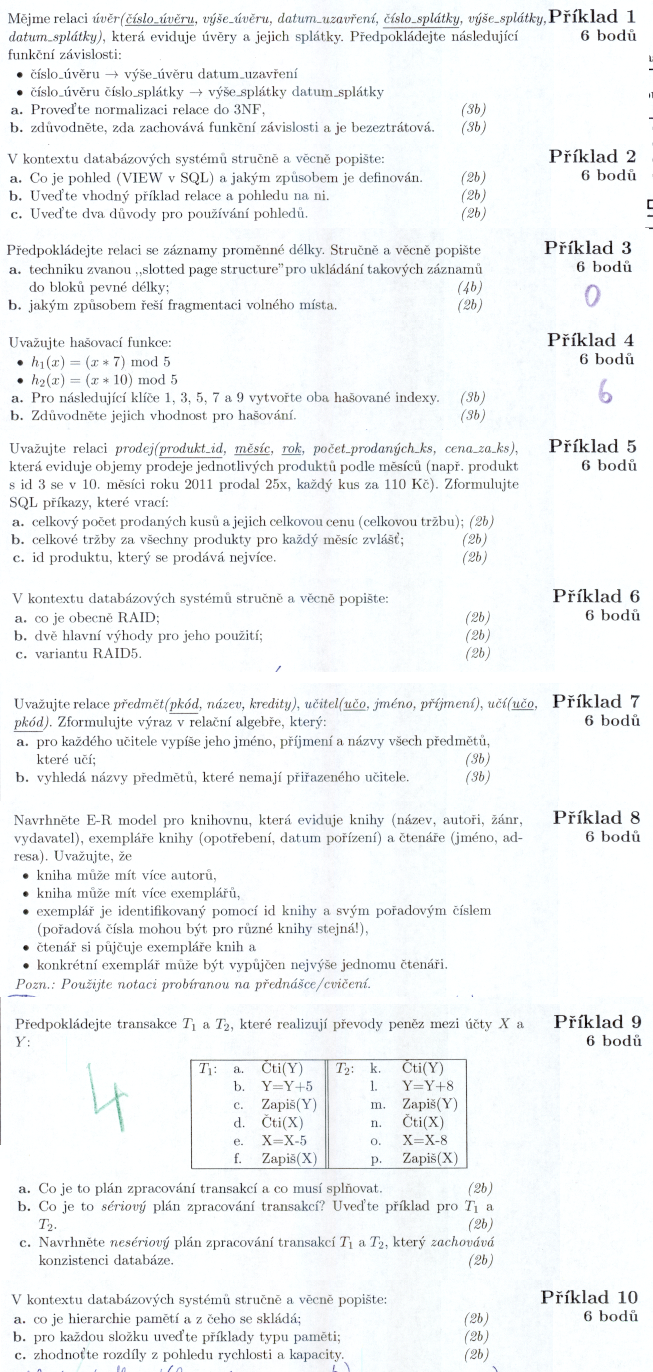 Mějme relaci úvěr(číslo_úvěru, výše_úvěru, datum_uzavření, číslo_splátky, výše_splátky, Příklad 1
datum_splátky), která eviduje úvěry a jejich splátky. Předpokládejte následující 6 bodů
funkční závislosti:
• číslo_úvěru → výše_úvěru datum_uzavření
• číslo_úvěru číslo_splátky → výše_splátky datum_splátky
a. Proveďte normalizaci relace do 3NF, (3b)
b. zdůvodněte, zda zachovává funkční závislosti a je bezeztrátová. (3b)
V kontextu databázových systémů stručně a věcně popište: Příklad 2
a. Co je pohled (VIEW v SQL) a jakým způsobem je definován. (2b) 6 bodů
b. Uveďte vhodný příklad relace a pohledu na ni. (2b)
c. Uveďte dva důvody pro používání pohledů. (2b)
Předpokládejte relaci se záznamy proměnné délky. Stručně a věcně popište Příklad 3
a. techniku zvanou ,,slotted page structure"pro ukládání takových záznamů 6 bodů
do bloků pevné délky; (4b) 0
b. jakým způsobem řeší fragmentaci volného místa. (2b)
Uvažujte hašovací funkce: Příklad 4
• h1(x) = (x * 7) mod 5 6 bodů
• h2(x) = (x * 10) mod 5
a. Pro následující klíče 1, 3, 5, 7 a 9 vytvořte oba hašované indexy. (3b) 6
b. Zdůvodněte jejich vhodnost pro hašování. (3b)
Uvažujte relaci prodej(produkt_id, měsíc, rok, počet_prodaných_ks, cena_za_ks), Příklad 5
která eviduje objemy prodeje jednotlivých produktů podle měsíců (např. produkt 6 bodů
s id 3 se v 10. měsíci roku 2011 prodal 25x, každý kus za 110 Kč). Zformulujte
SQL příkazy, které vrací:
a. celkový počet prodaných kusů a jejich celkovou cenu (celkovou tržbu); (2b)
b. celkové tržby za všechny produkty pro každý měsíc zvlášť; (2b)
c. id produktu, který se prodává nejvíce. (2b)
V kontextu databázových systémů stručně a věcně popište: Příklad 6
a. co je obecně RAID; (2b) 6 bodů
b. dvě hlavní výhody pro jeho použití; (2b)
c. variantu RAID5. (2b)
Uvažujte relace předmět(pkód, název, kredity), učitel(učo, jméno, příjmení), učí(učo, Příklad 7
pkód). Zformulujte výraz v relační algebře, který: 6 bodů
a. pro každého učitele vypíše jeho jméno, příjmení a názvy všech předmětů,
které učí; (3b)
b. vyhledá názvy předmětů, které nemají přiřazeného učitele. (3b)
Navrhněte E-R model pro knihovnu, která eviduje knihy (název, autoři, žánr, Příklad 8
vydavatel), exempláře knihy (opotřebení, datum pořízení) a čtenáře (jméno, ad- 6 bodů
resa). Uvažujte, že
• kniha může mít více autorů,
• kniha může mít více exemplářů,
• exemplář je identifikovaný pomocí id knihy a svým pořadovým číslem
(pořadová čísla mohou být pro různé knihy stejná!),
• čtenář si půjčuje exempláře knih a
• konkrétní exemplář může být vypůjčen nejvýše jednomu čtenáři.
Pozn.: Použijte notaci probíranou na přednášce/cvičení.
Předpokládejte transakce T1 a T2, které realizují převody peněz mezi účty X a Příklad 9
Y: 6 bodů
T1: a. Čti(Y) T2: k. Čti(Y)
b. Y=Y+5 l. Y=Y+8
c. Zapiš(Y) m. Zapiš(Y)
4 d. Čti(X) n. Čti(X)
e. X=X-5 o. X=X-8
f. Zapiš(X) p. Zapiš(X)
a. Co je to plán zpracování transakcí a co musí splňovat. (2b)
b. Co je to sériový plán zpracování transakcí? Uveďte příklad pro T1 a
T2. (2b)
c. Navrhněte nesériový plán zpracování transakcí T1 a T2, který zachovává
konzistenci databáze. (2b)
V kontextu databázových systémů stručně a věcně popište: Příklad 10
a. co je hierarchie pamětí a z čeho se skládá; (2b) 6 bodů
b. pro každou složku uveďte příklady typu paměti; (2b)
c. zhodnoťte rozdíly z pohledu rychlosti a kapacity. (2b)